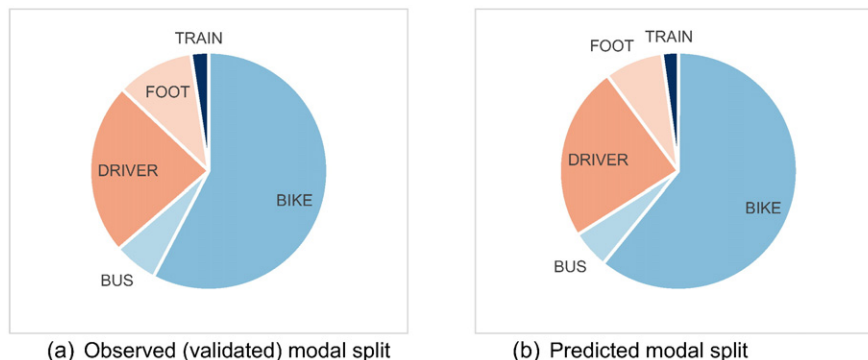 TRAIN
FOOT
DRIVER
BIKE
BUS
(a) Observed (validated) modal split
TRAIN
FOOT
DRIVER
BIKE
BUS
(b) Predicted modal split